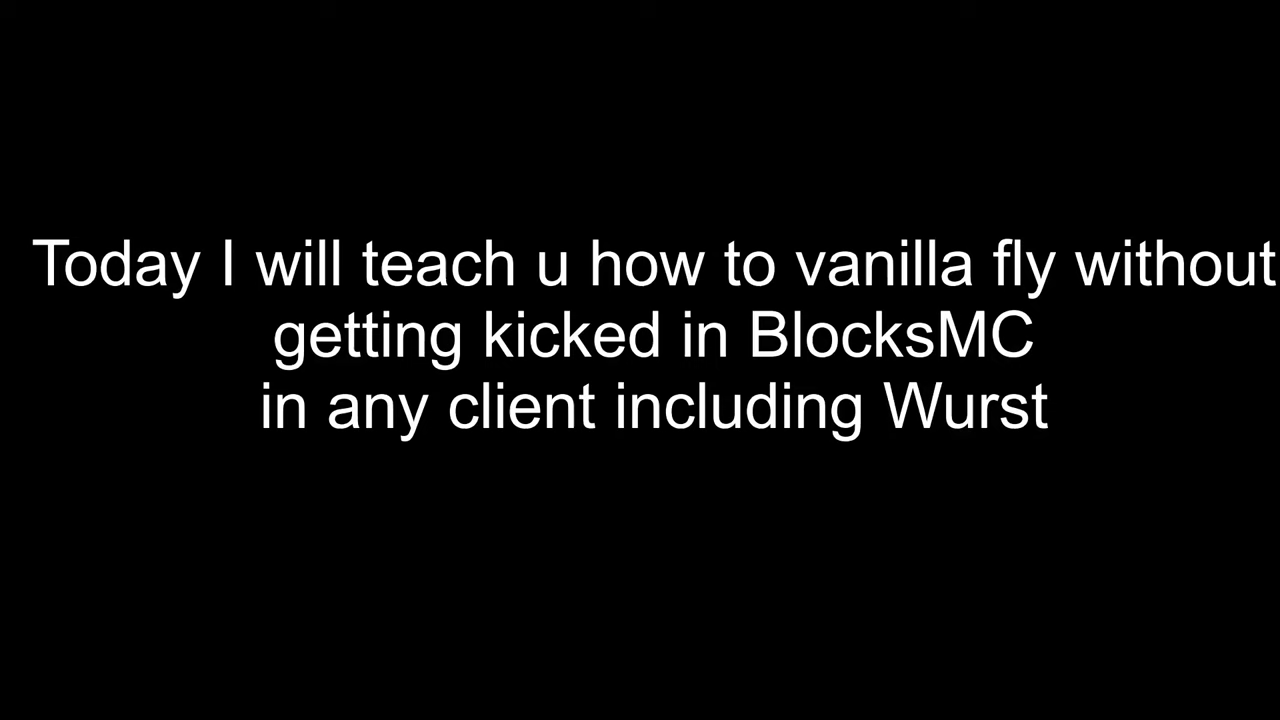 Today I will teach u how to vanilla fly without
getting kicked in BlocksMC
in any client including Wurst